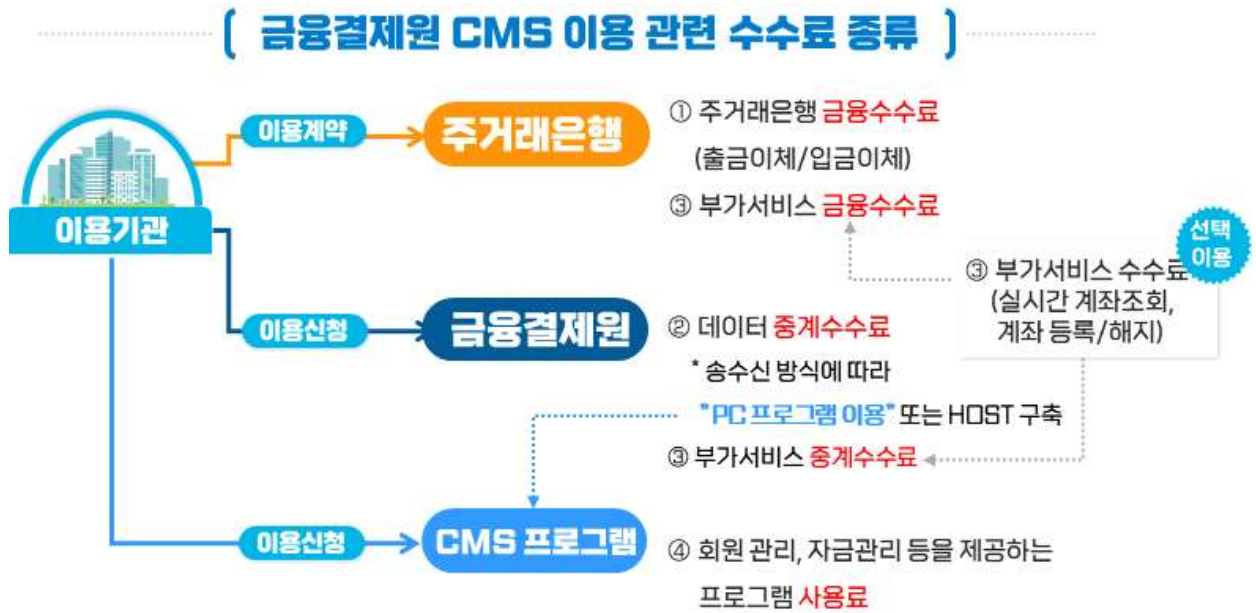 금융결제원 CMS 이용 관련 수수료 종류
이용기관
이용계약
주거래은행
① 주거래은행 금융수수료
(출금이체/입금이체)
③ 부가서비스 금융수수료
선택
이용
③ 부가서비스 수수료
(실시간 계좌조회,
계좌 등록/해지)
이용신청
금융결제원
② 데이터 중계수수료
* 송수신 방식에 따라
"PC 프로그램 이용" 또는 HOST 구축
③ 부가서비스 중계수수료
이용신청
CMS 프로그램
④ 회원 관리, 자금관리 등을 제공하는
프로그램 사용료